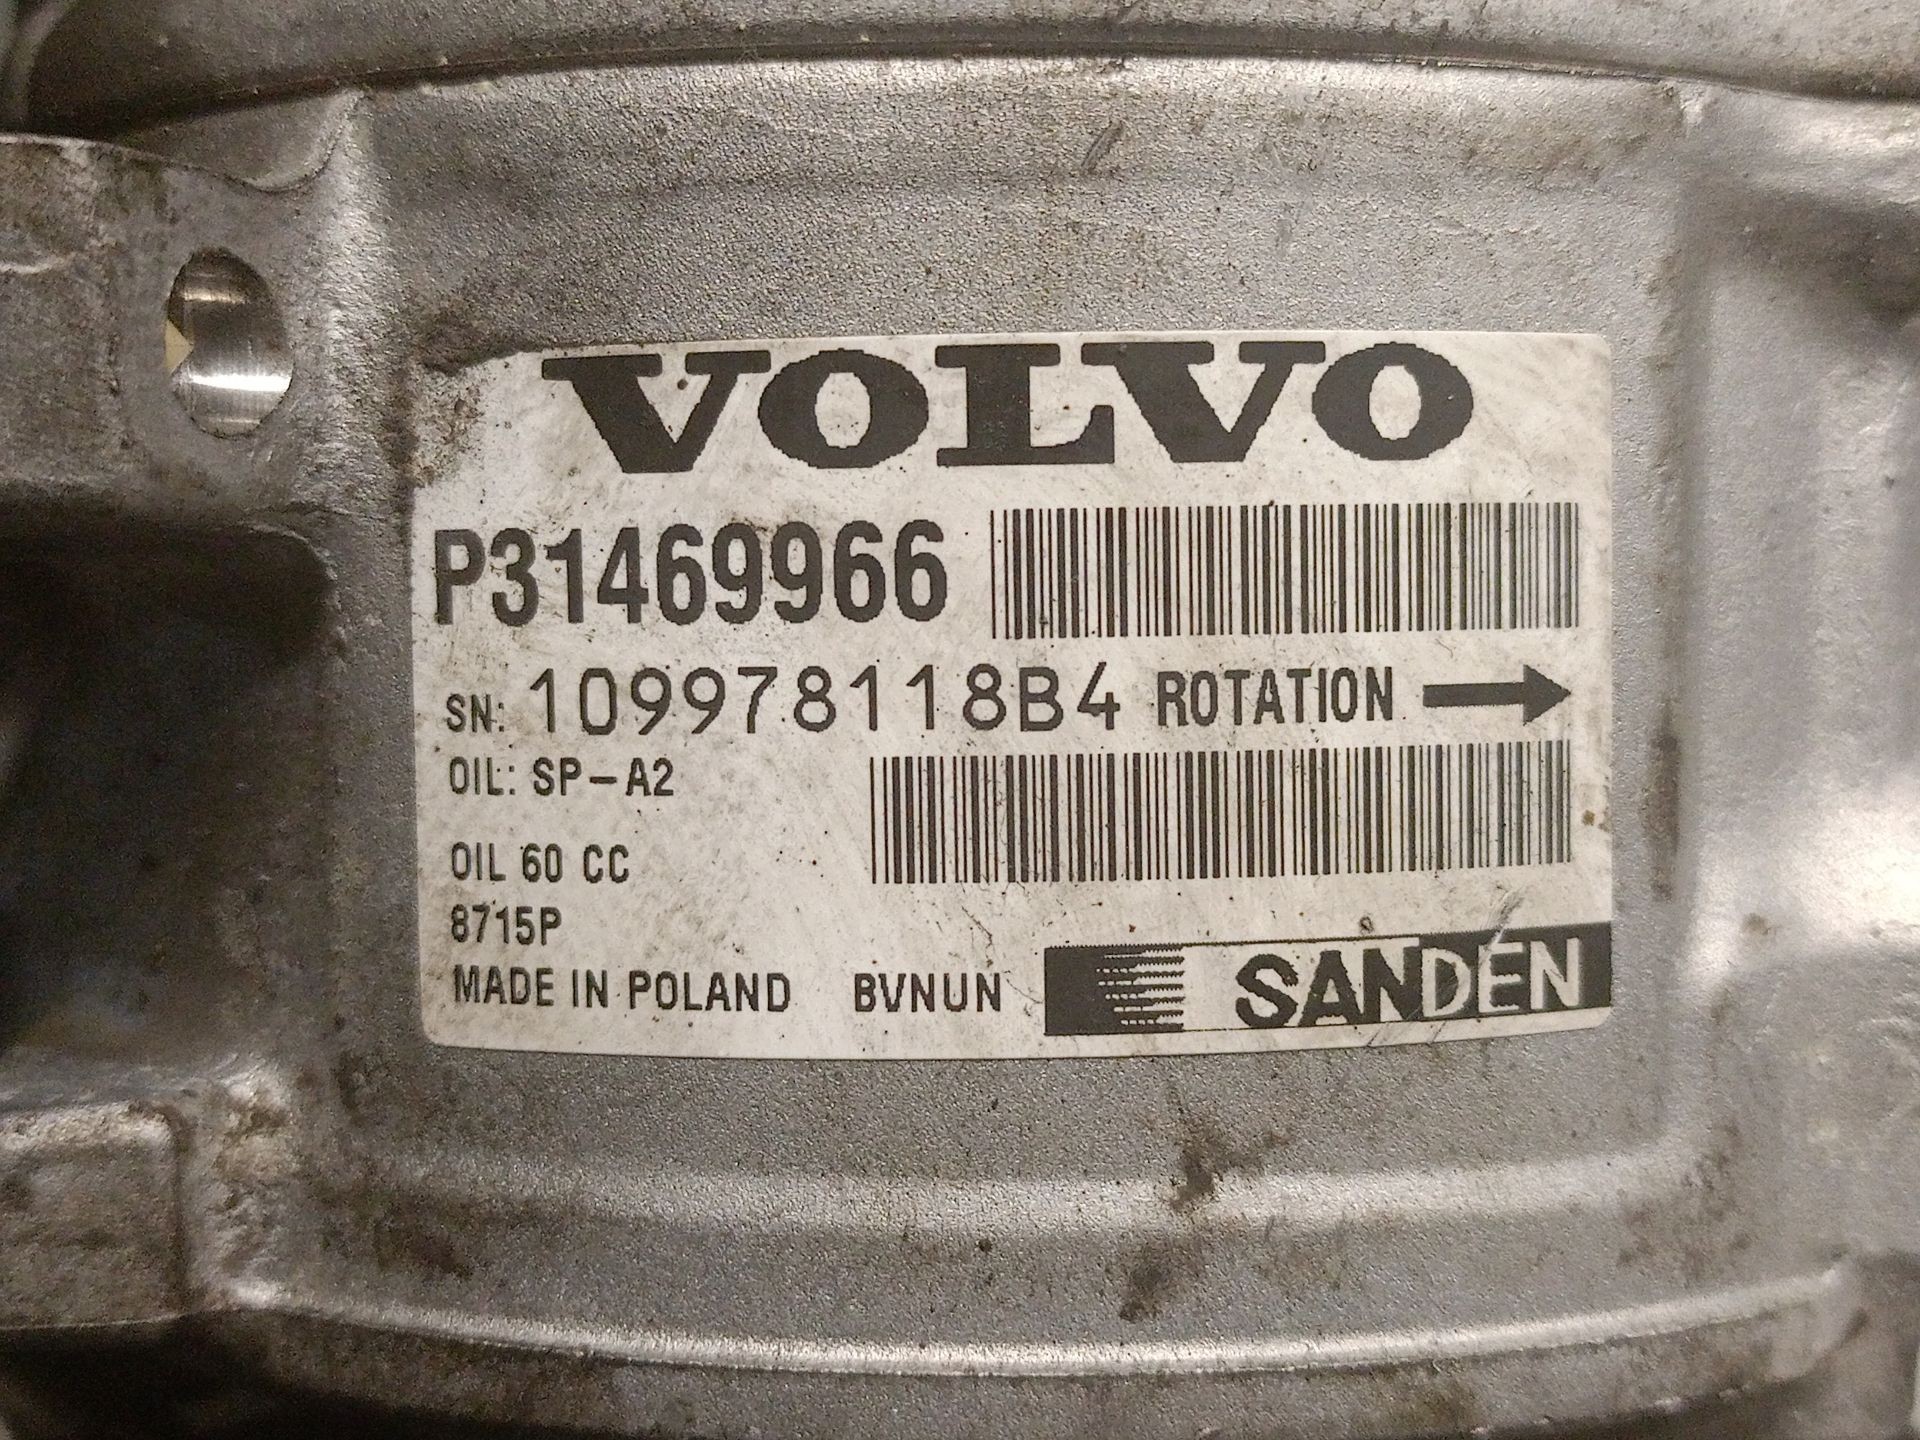 VOLVO
P31469966
SN: 109978118B4 ROTATION
OIL: SP-A2
OIL 60 CC
8715P
MADE IN POLAND BVNUN SANDEN